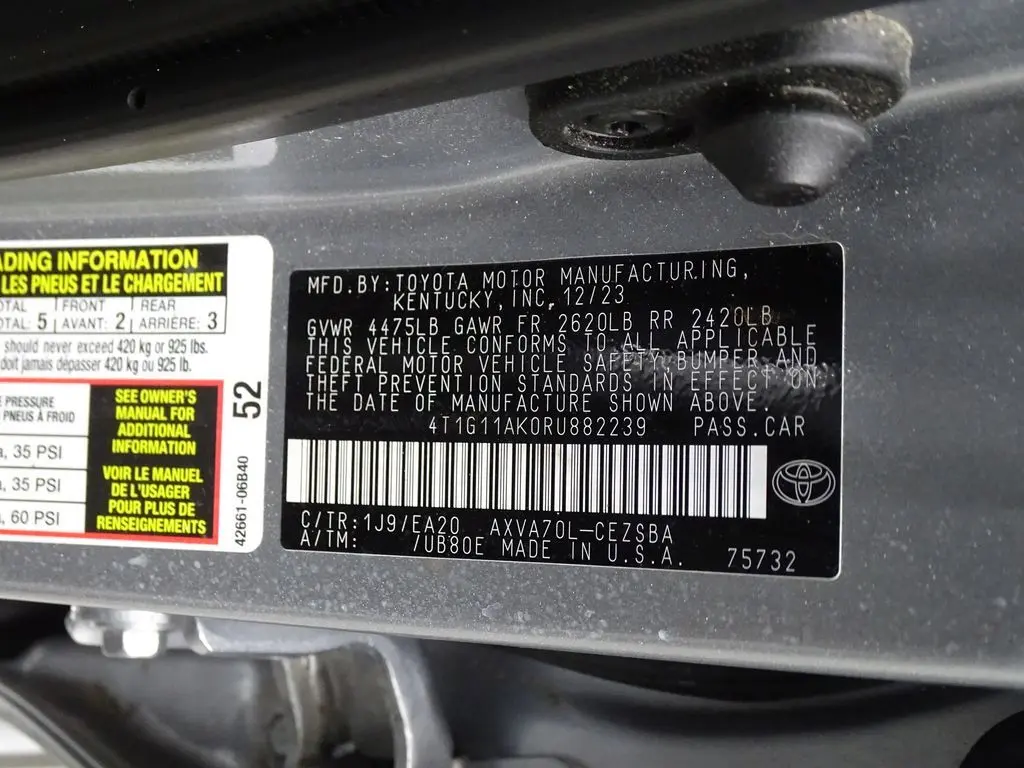 ADING INFORMATION
LES PNEUS ET LE CHARGEMENT
OTAL FRONT REAR
OTAL: 5 AVANT: 2 ARRIÈRE: 3
should never exceed 420 kg or 925 lbs.
doit jamais dépasser 420 kg ou 925 lb.
PRESSURE
PNEUS À FROID
, 35 PSI
, 35 PSI
, 60 PSI
SEE OWNER'S
MANUAL FOR
ADDITIONAL
INFORMATION
VOIR LE MANUEL
DE L'USAGER
POUR PLUS DE
RENSEIGNEMENTS
52
42661-06B40
MFD.BY:TOYOTA MOTOR MANUFACTURING,
KENTUCKY, INC, 12/23
GVWR 4475LB GAWR FR 2620LB RR 2420LB
THIS VEHICLE CONFORMS TO ALL APPLICABLE
FEDERAL MOTOR VEHICLE SAFETY, BUMPER, AND
THEFT PREVENTION STANDARDS IN EFFECT ON
THE DATE OF MANUFACTURE SHOWN ABOVE.
4T1G11AK0RU882239 PASS.CAR
C/TR:1J9/EA20 AXVA70L-CEZSBA
A/TM: /UB80E MADE IN U.S.A. 75732